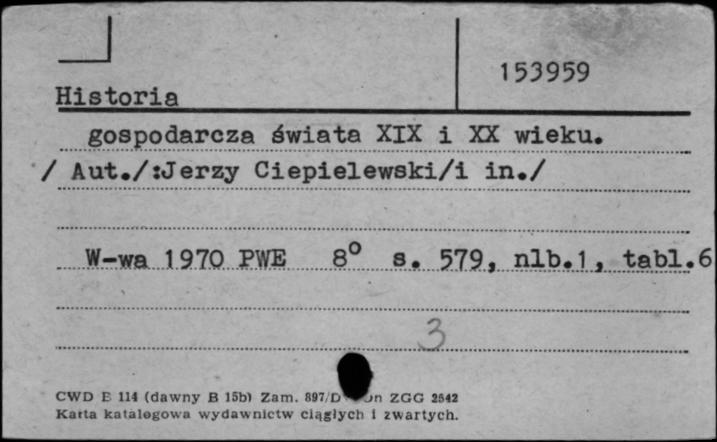 153959
Historia
gospodarcza świata XIX i XX wieku.
/ Aut./:Jerzy Ciepielewski/i in./
W-wa 1970 PWE 8° s. 579, nlb.1, tabl.6
3
CWD E 114 (dawny B 15b) Zam. 897/D ZGG 2542
Karta katalogowa wydawnictw ciągłych i zwartych.